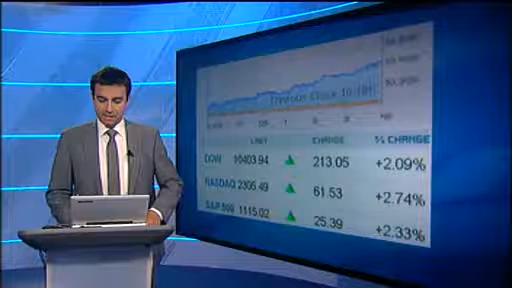 Previous Close 10,191
LAST CHANGE % CHANGE
DOW 10403.94 213.05 +2.09%
NASDAQ 2305.49 61.53 +2.74%
S&P 500 1115.02 25.39 +2.33%